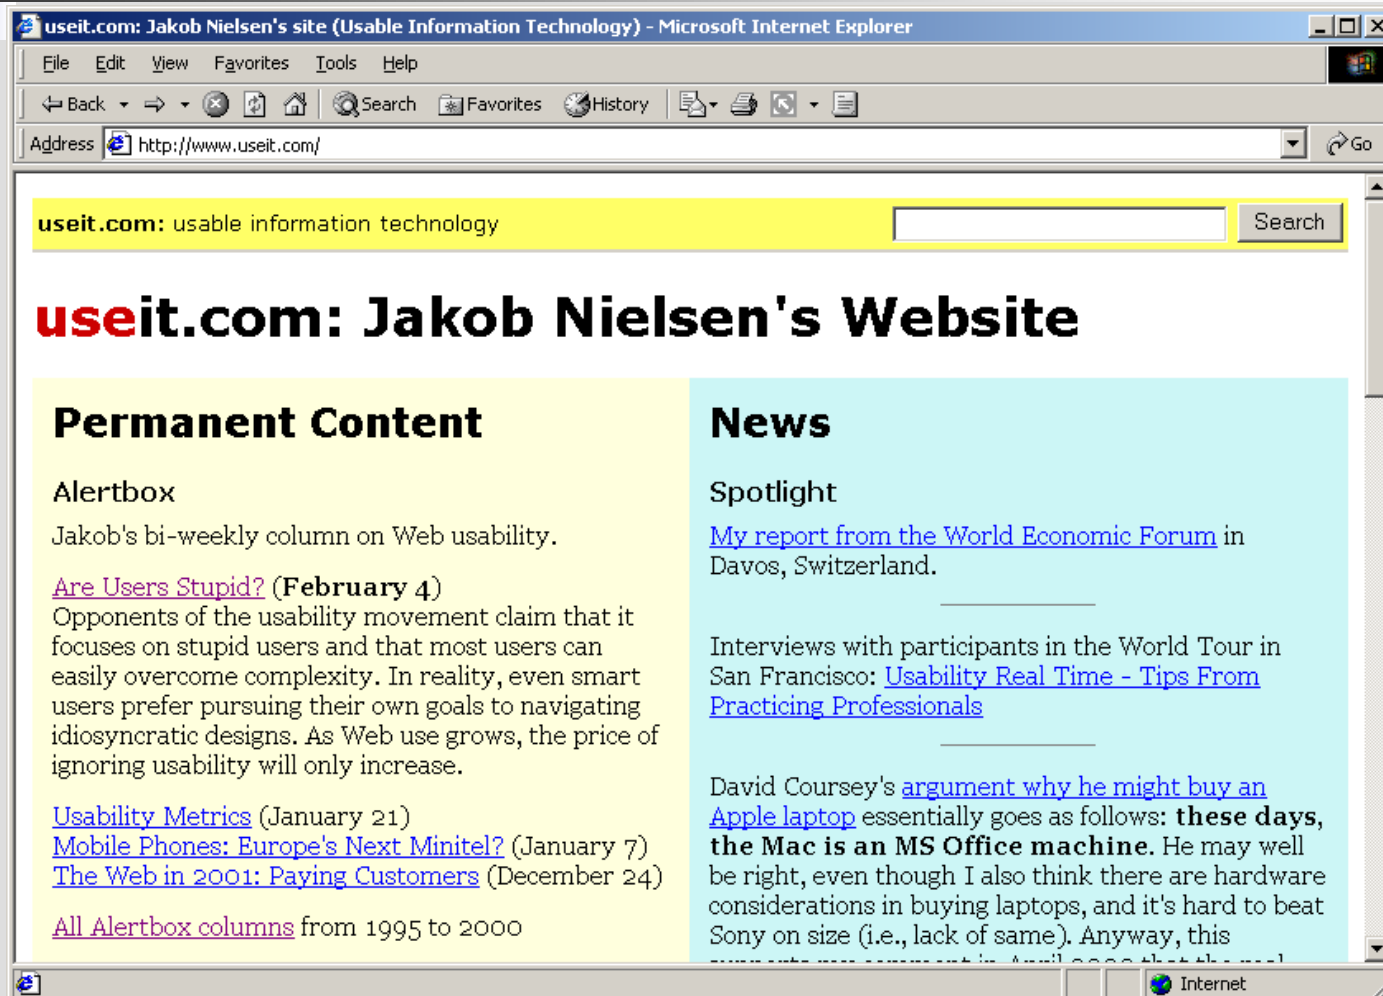 useit.com: Jakob Nielsen's site (Usable Information Technology) - Microsoft Internet Explorer
File Edit View Favorites Tools Help
Back Search Favorites History
Address http://www.useit.com/ Go
useit.com: usable information technology Search
useit.com: Jakob Nielsen's Website
Permanent Content
Alertbox
Jakob's bi-weekly column on Web usability.
Are Users Stupid? (February 4)
Opponents of the usability movement claim that it
focuses on stupid users and that most users can
easily overcome complexity. In reality, even smart
users prefer pursuing their own goals to navigating
idiosyncratic designs. As Web use grows, the price of
ignoring usability will only increase.
Usability Metrics (January 21)
Mobile Phones: Europe's Next Minitel? (January 7)
The Web in 2001: Paying Customers (December 24)
All Alertbox columns from 1995 to 2000
News
Spotlight
My report from the World Economic Forum in
Davos, Switzerland.
Interviews with participants in the World Tour in
San Francisco: Usability Real Time - Tips From
Practicing Professionals
David Coursey's argument why he might buy an
Apple laptop essentially goes as follows: these days,
the Mac is an MS Office machine. He may well
be right, even though I also think there are hardware
considerations in buying laptops, and it's hard to beat
Sony on size (i.e., lack of same). Anyway, this
Internet